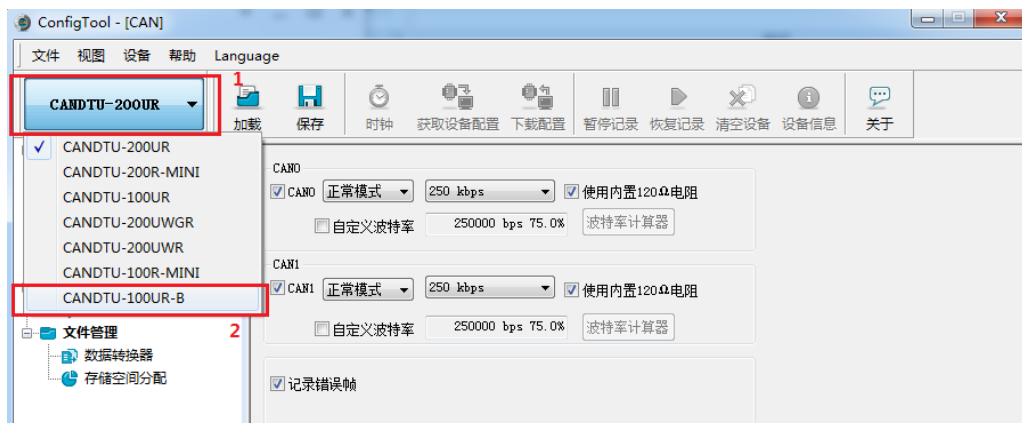 ConfigTool - [CAN]
文件 视图 设备 帮助 Language
CANDTU-200UR
1
加载 保存 时钟 获取设备配置 下载配置 暂停记录 恢复记录 清空设备 设备信息 关于
CANDTU-200UR
CANDTU-200R-MINI
CANDTU-100UR
CANDTU-200UWGR
CANDTU-200UWR
CANDTU-100R-MINI
CANDTU-100UR-B
2
文件管理
数据转换器
存储空间分配
CAN0
CAN0 正常模式 250 kbps 使用内置120Ω电阻
自定义波特率 250000 bps 75.0% 波特率计算器
CAN1
CAN1 正常模式 250 kbps 使用内置120Ω电阻
自定义波特率 250000 bps 75.0% 波特率计算器
记录错误帧